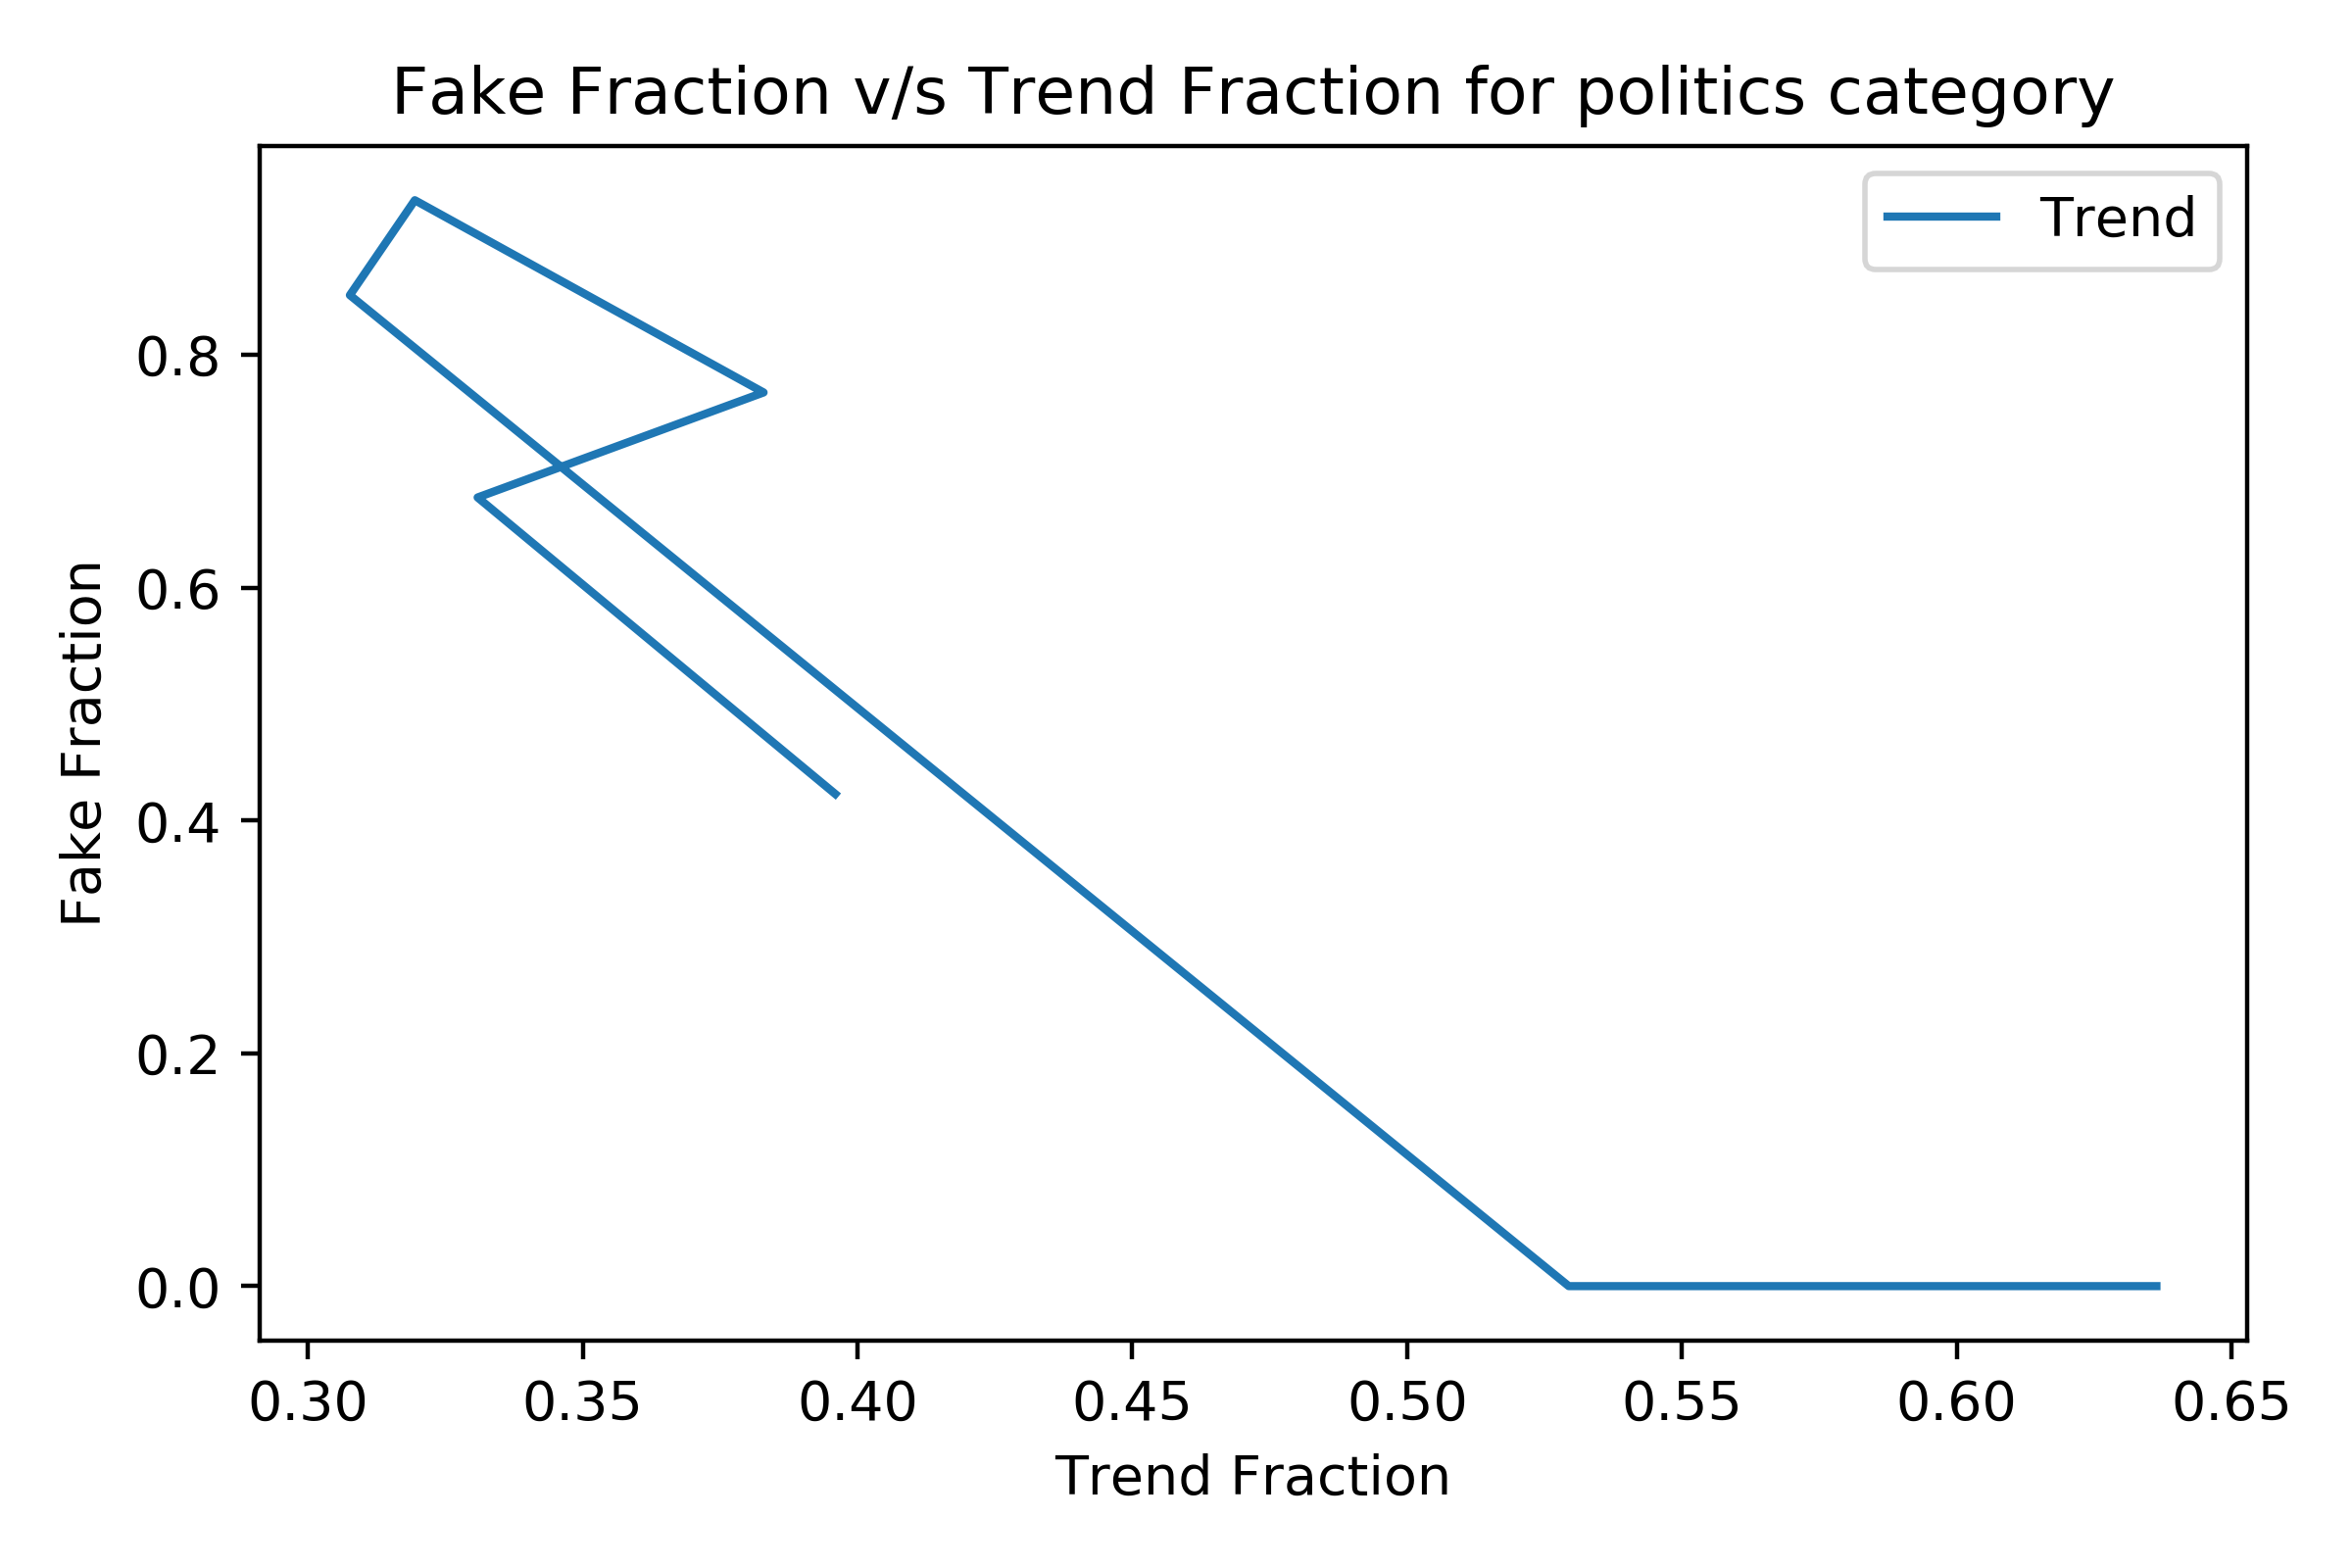 Fake Fraction v/s Trend Fraction for politics category
Trend
Fake Fraction
0.8
0.6
0.4
0.2
0.0
0.30 0.35 0.40 0.45 0.50 0.55 0.60 0.65
Trend Fraction